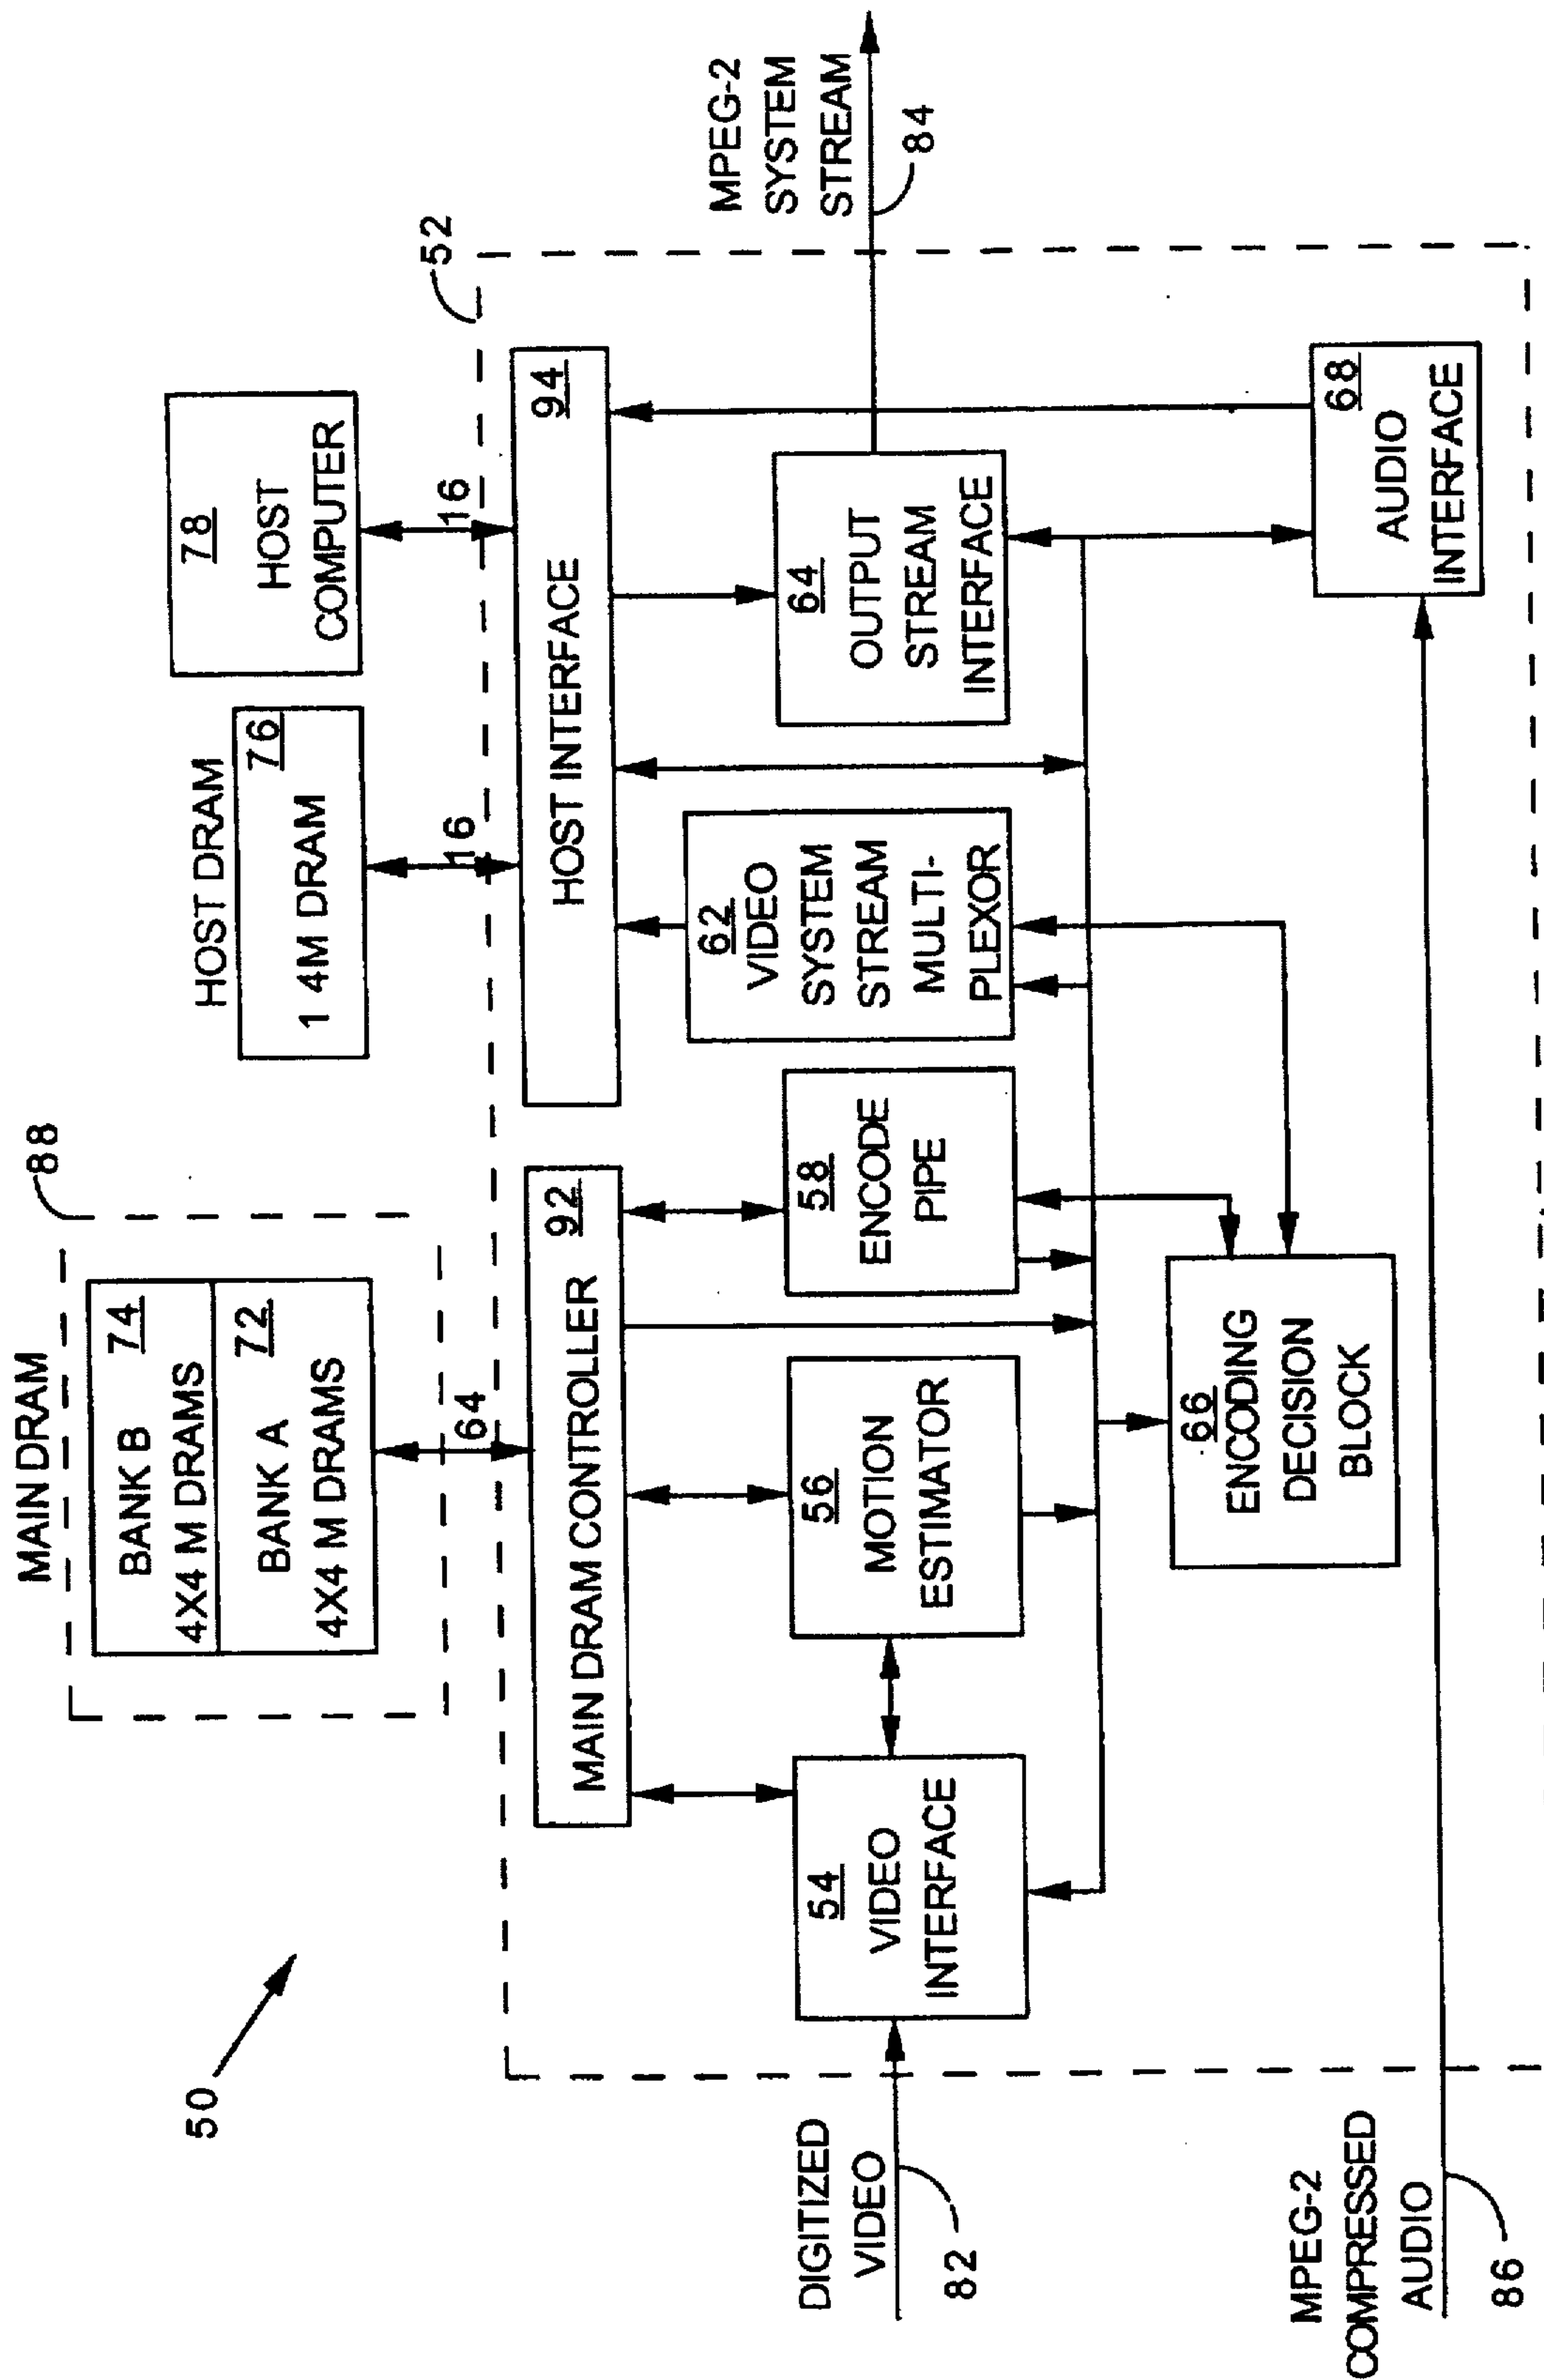 50
MAIN DRAM
88
BANK B
74
4X4 M DRAMS
BANK A
72
4X4 M DRAMS
64
HOST DRAM
76
1 4M DRAM
16
78
HOST
COMPUTER
16
52
MAIN DRAM CONTROLLER
92
HOST INTERFACE
94
DIGITIZED
VIDEO
82
54
VIDEO
INTERFACE
56
MOTION
ESTIMATOR
58
ENCODE
PIPE
62
VIDEO
SYSTEM
STREAM
MULTI-
PLEXOR
64
OUTPUT
STREAM
INTERFACE
MPEG-2
SYSTEM
STREAM
84
66
ENCODING
DECISION
BLOCK
68
AUDIO
INTERFACE
MPEG-2
COMPRESSED
AUDIO
86